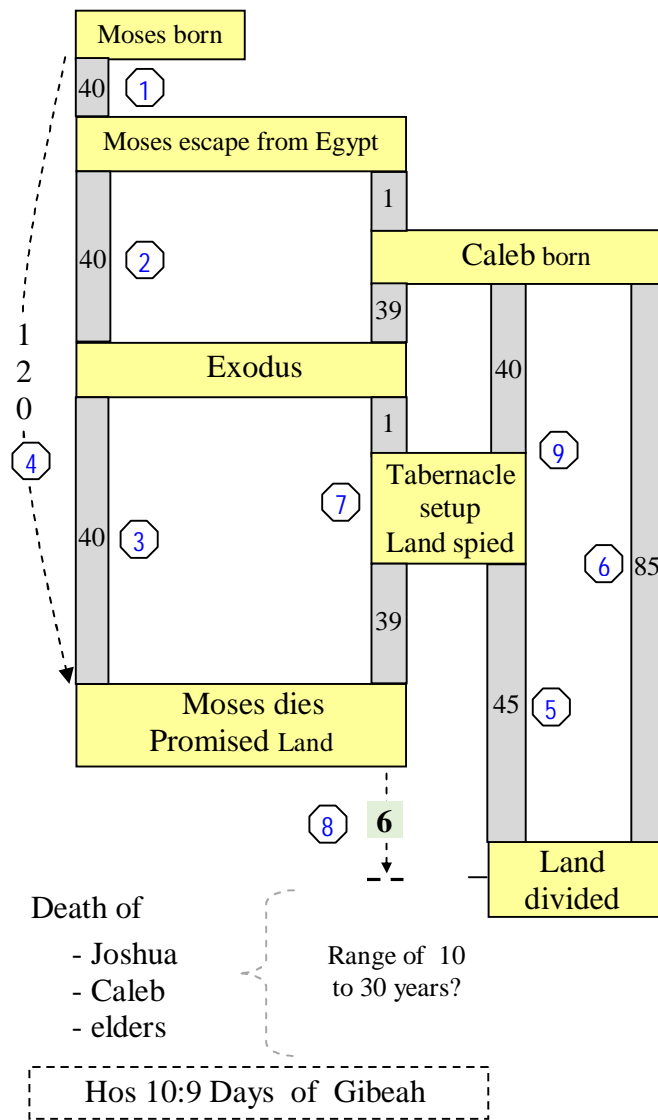 Moses born
40 1
Moses escape from Egypt
1
Caleb born
40 2
39
Exodus
40
1
1
2
0
4
9
7
Tabernacle
setup
Land spied
40 3
6 85
39
Moses dies
Promised Land
45 5
8 6
Land
divided
Death of
- Joshua
- Caleb
- elders
Range of 10
to 30 years?
Hos 10:9 Days of Gibeah